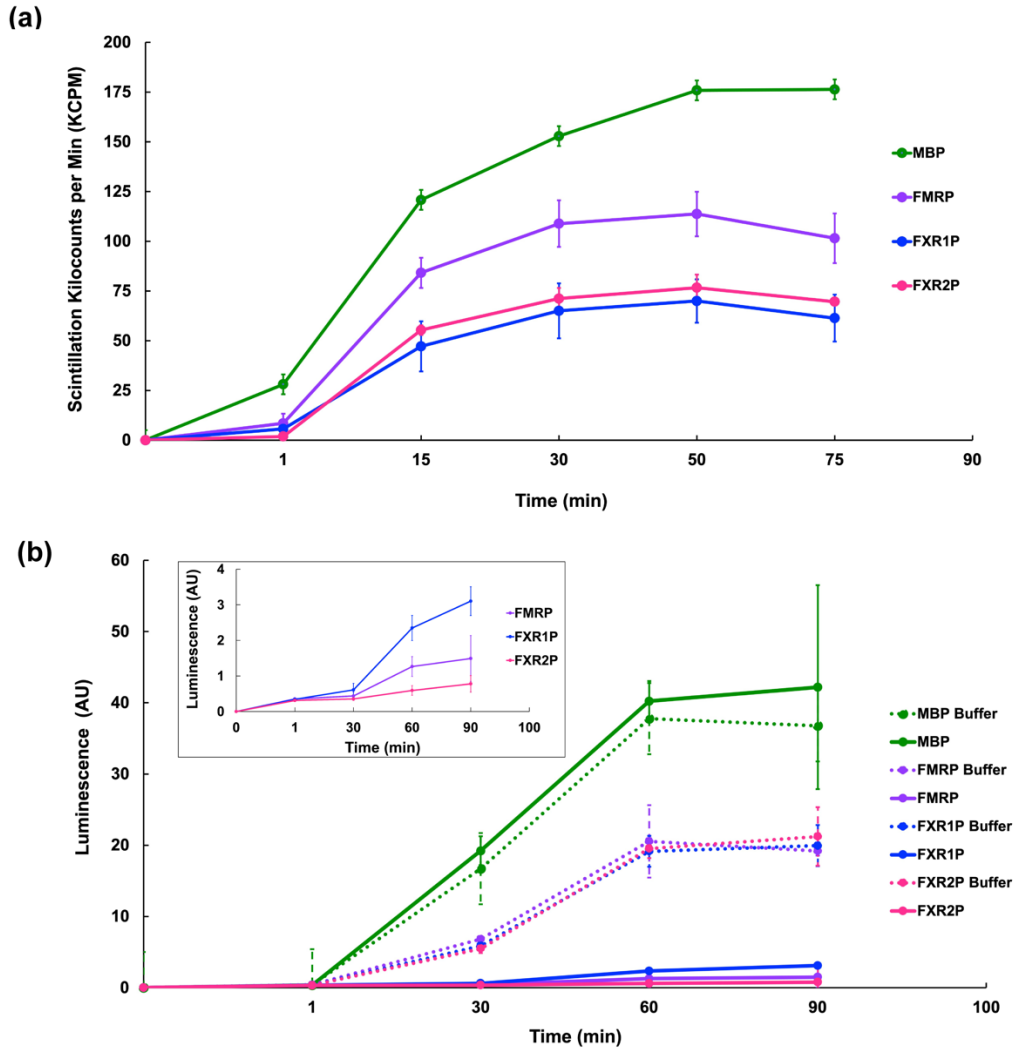 (a)
200
175
150
125
100
75
50
25
0
Scintillation Kilocounts per Min (KCPM)
1 15 30 50 75 90
Time (min)
MBP
FMRP
FXR1P
FXR2P
(b)
60
50
40
30
20
10
0
Luminescence (AU)
4
3
2
1
0
Luminescence (AU)
0 1 30 60 90 100
Time (min)
FMRP
FXR1P
FXR2P
1 30 60 90 100
Time (min)
MBP Buffer
MBP
FMRP Buffer
FMRP
FXR1P Buffer
FXR1P
FXR2P Buffer
FXR2P